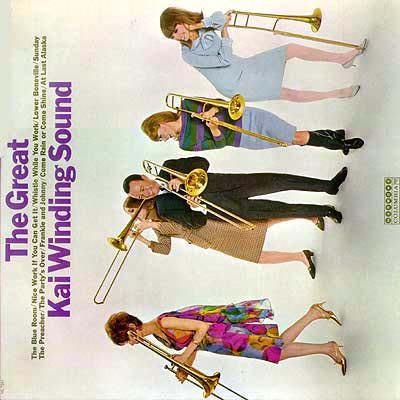 The Great
Kai Winding Sound
The Blue Room/Nice Work If You Can Get It/Whistle While You Work/Lower Boneville/Sunday
The Preacher/The Party's Over/Frankie and Johnny/Come Rain or Come Shine/At Last Alaska
COLUMBIA